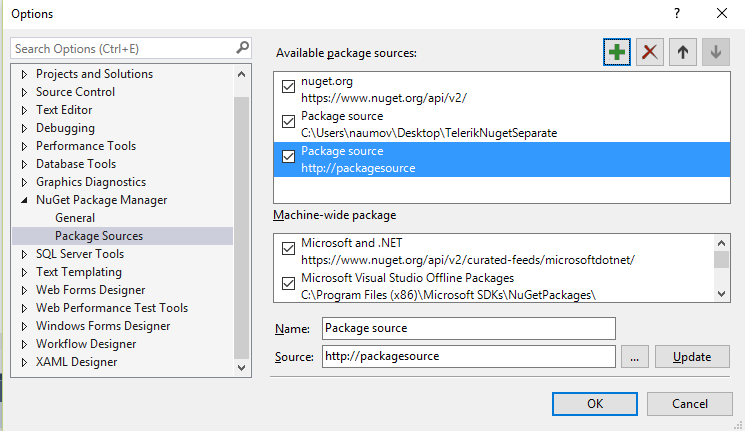 Options
Search Options (Ctrl+E)
Projects and Solutions
Source Control
Text Editor
Debugging
Performance Tools
Database Tools
Graphics Diagnostics
NuGet Package Manager
General
Package Sources
SQL Server Tools
Text Templating
Web Forms Designer
Web Performance Test Tools
Windows Forms Designer
Workflow Designer
XAML Designer
Available package sources:
nuget.org
https://www.nuget.org/api/v2/
Package source
C:\Users\naumov\Desktop\TelerikNugetSeparate
Package source
http://packagesource
Machine-wide package
Microsoft and .NET
https://www.nuget.org/api/v2/curated-feeds/microsoftdotnet/
Microsoft Visual Studio Offline Packages
C:\Program Files (x86)\Microsoft SDKs\NuGetPackages\
Name: Package source
Source: http://packagesource ... Update
OK Cancel